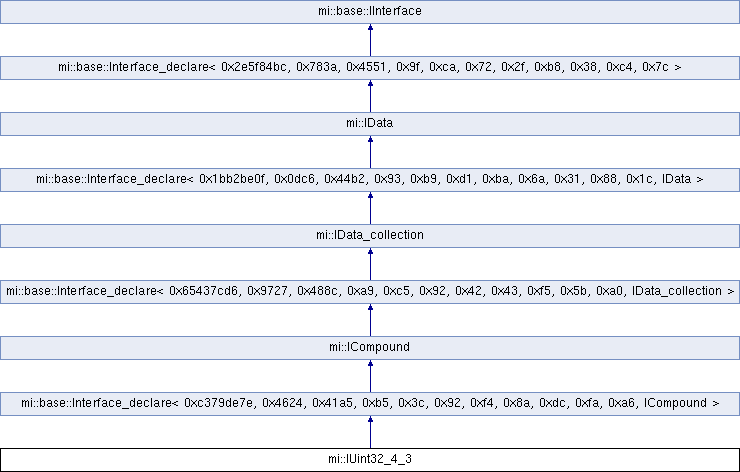 mi::base::IInterface
mi::base::Interface_declare< 0x2e5f84bc, 0x783a, 0x4551, 0x9f, 0xca, 0x72, 0x2f, 0xb8, 0x38, 0xc4, 0x7c >
mi::IData
mi::base::Interface_declare< 0x1bb2be0f, 0x0dc6, 0x44b2, 0x93, 0xb9, 0xd1, 0xba, 0x6a, 0x31, 0x88, 0x1c, IData >
mi::IData_collection
mi::base::Interface_declare< 0x65437cd6, 0x9727, 0x488c, 0xa9, 0xc5, 0x92, 0x42, 0x43, 0xf5, 0x5b, 0xa0, IData_collection >
mi::ICompound
mi::base::Interface_declare< 0xc379de7e, 0x4624, 0x41a5, 0xb5, 0x3c, 0x92, 0xf4, 0x8a, 0xdc, 0xfa, 0xa6, ICompound >
mi::IUint32_4_3